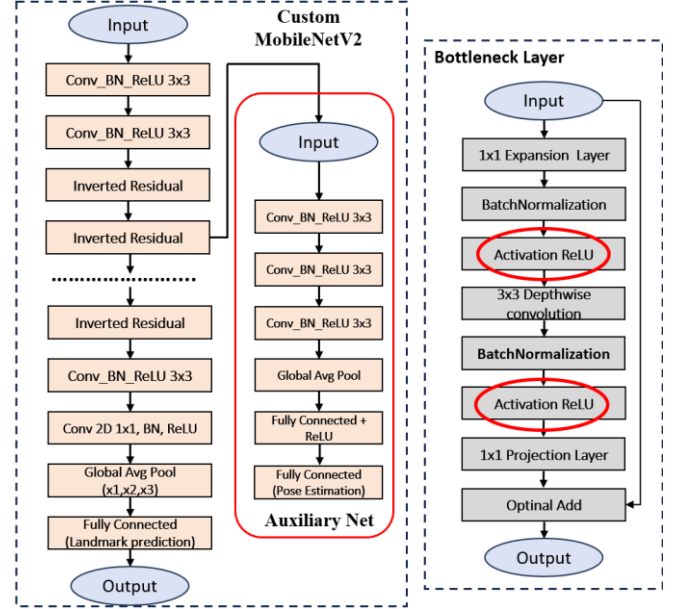 Custom
MobileNetV2
Input
Conv_BN_ReLU 3x3
Conv_BN_ReLU 3x3
Inverted Residual
Inverted Residual
Inverted Residual
Conv_BN_ReLU 3x3
Conv 2D 1x1, BN, ReLU
Global Avg Pool
(x1,x2,x3)
Fully Connected
(Landmark prediction)
Output
Input
Conv_BN_ReLU 3x3
Conv_BN_ReLU 3x3
Conv_BN_ReLU 3x3
Global Avg Pool
Fully Connected +
ReLU
Fully Connected
(Pose Estimation)
Auxiliary Net
Bottleneck Layer
Input
1x1 Expansion Layer
BatchNormalization
Activation ReLU
3x3 Depthwise
convolution
BatchNormalization
Activation ReLU
1x1 Projection Layer
Optinal Add
Output